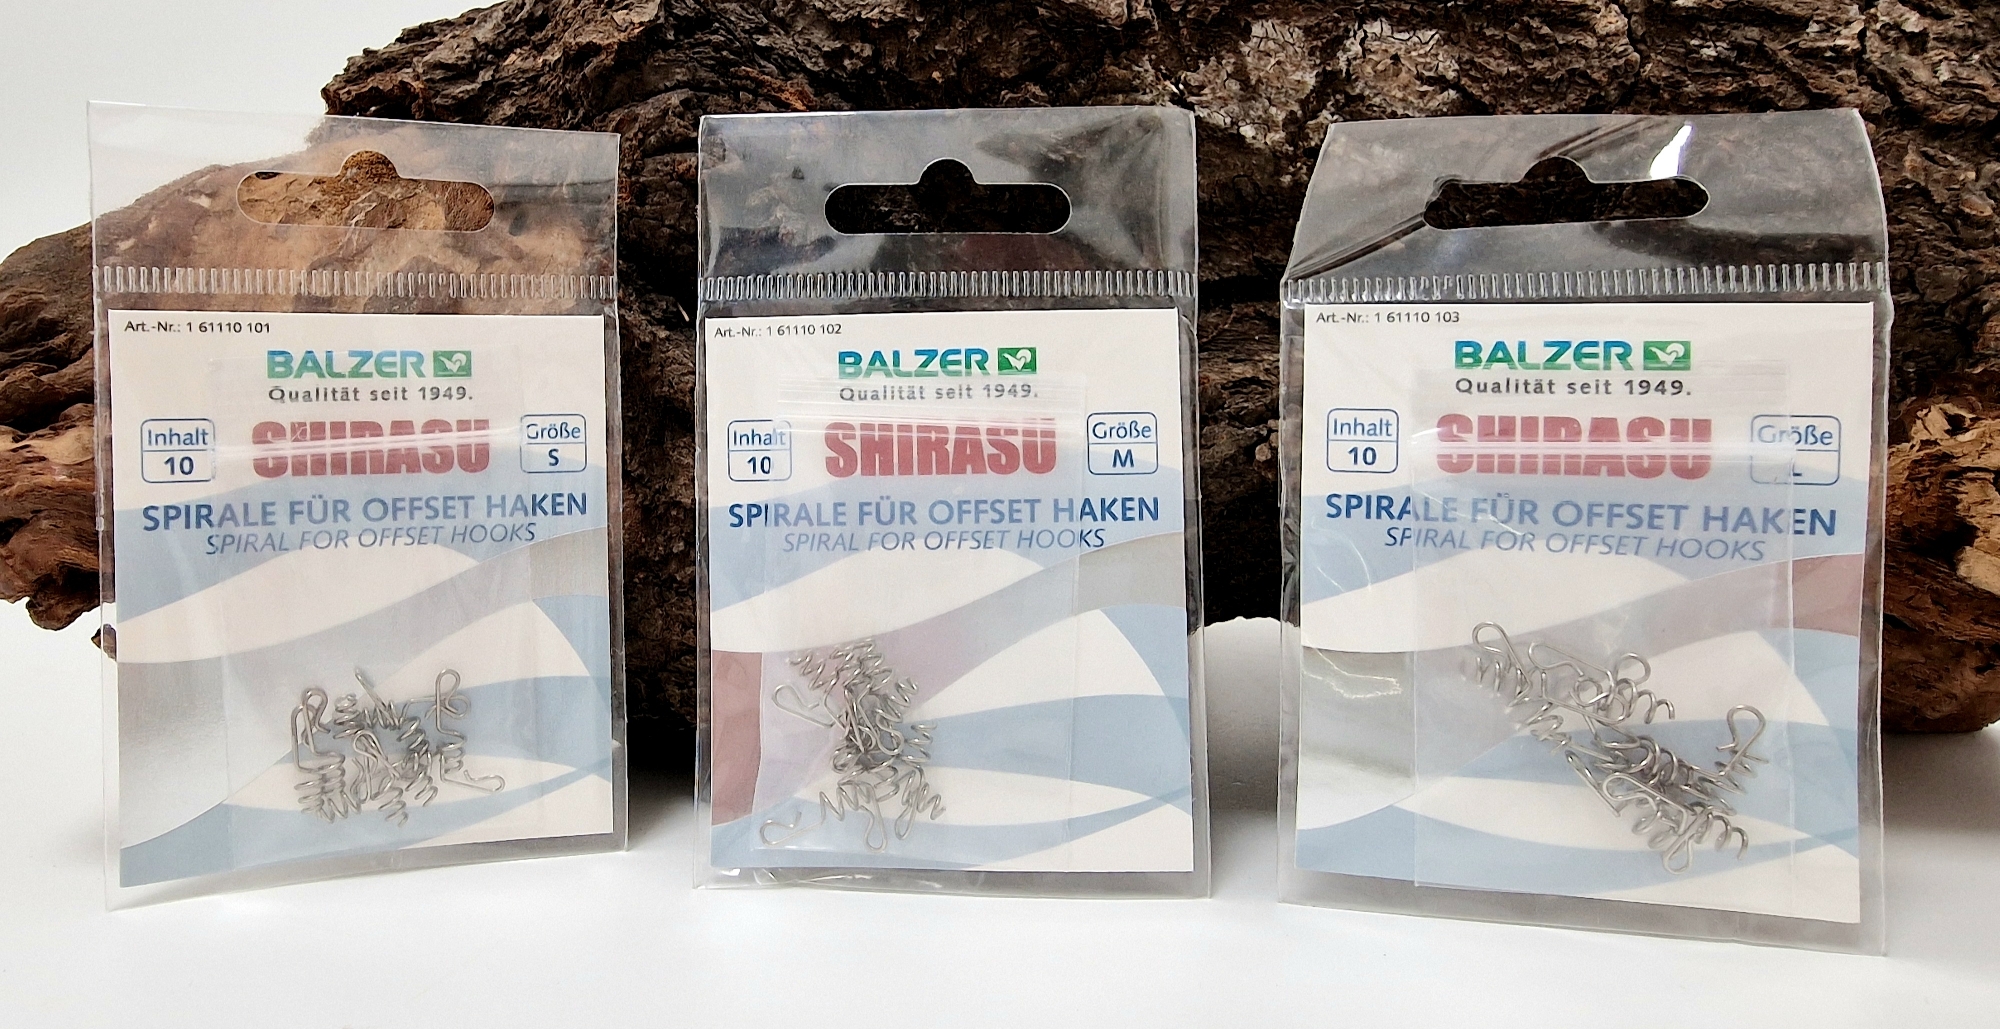 Art.-Nr.: 1 61110 101
BALZER
Qualität seit 1949.
Inhalt
10
SHIRASU
Größe
S
SPIRALE FÜR OFFSET HAKEN
SPIRAL FOR OFFSET HOOKS
Art.-Nr.: 1 61110 102
BALZER
Qualität seit 1949.
Inhalt
10
SHIRASU
Größe
M
SPIRALE FÜR OFFSET HAKEN
SPIRAL FOR OFFSET HOOKS
Art.-Nr.: 1 61110 103
BALZER
Qualität seit 1949.
Inhalt
10
SHIRASU
Größe
L
SPIRALE FÜR OFFSET HAKEN
SPIRAL FOR OFFSET HOOKS